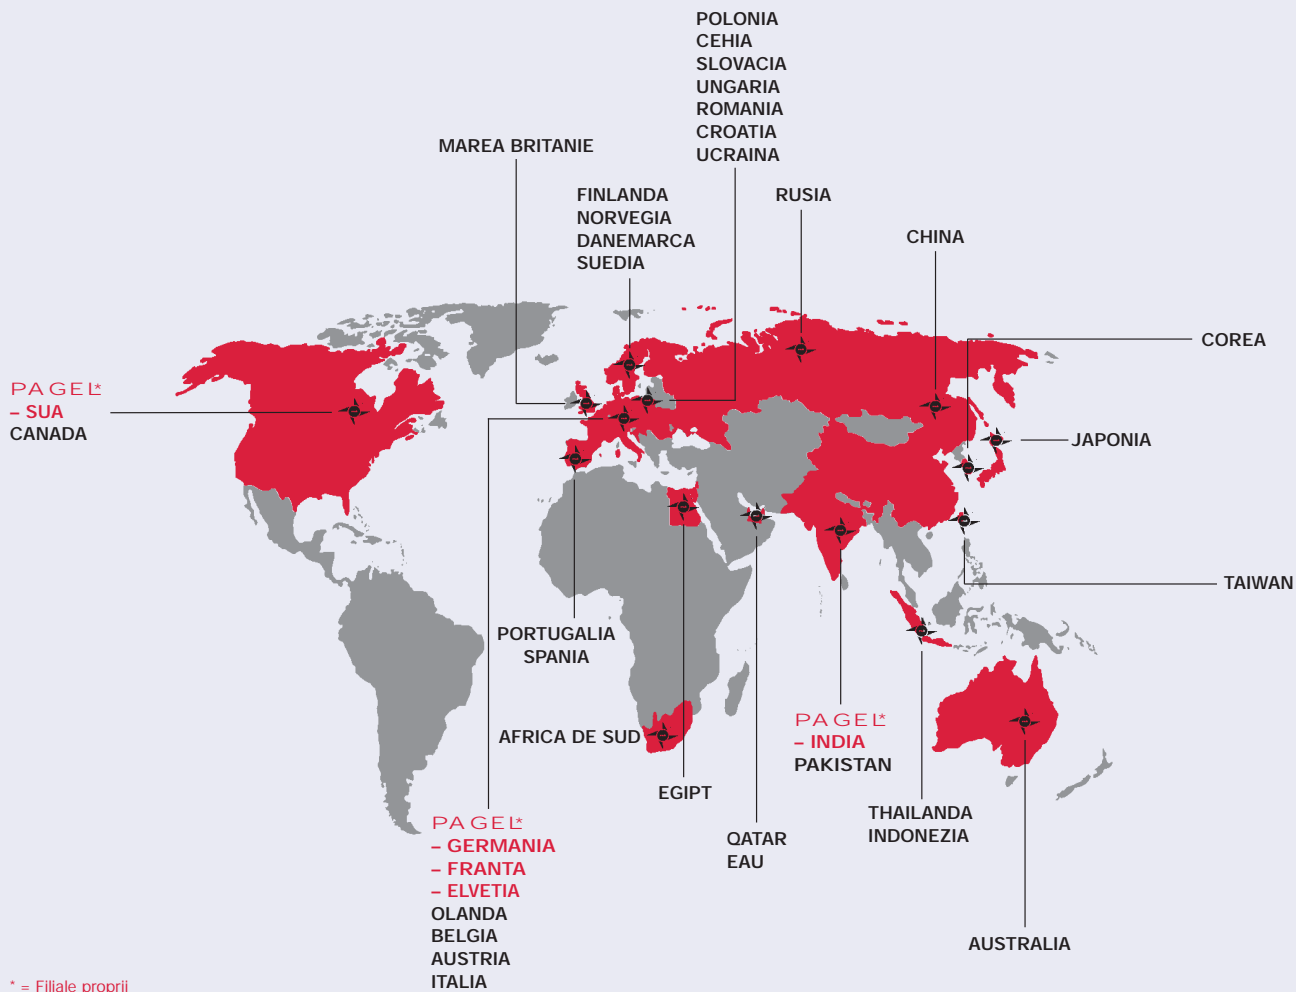 POLONIA
CEHIA
SLOVACIA
UNGARIA
ROMANIA
CROATIA
UCRAINA
MAREA BRITANIE
FINLANDA
NORVEGIA
DANEMARCA
SUEDIA
RUSIA
CHINA
COREA
PAGEL*
– SUA
CANADA
JAPONIA
TAIWAN
PORTUGALIA
SPANIA
AFRICA DE SUD
PAGEL*
– INDIA
PAKISTAN
EGIPT
THAILANDA
INDONEZIA
QATAR
EAU
PAGEL*
– GERMANIA
– FRANTA
– ELVETIA
OLANDA
BELGIA
AUSTRIA
ITALIA
AUSTRALIA
* = Filiale proprii